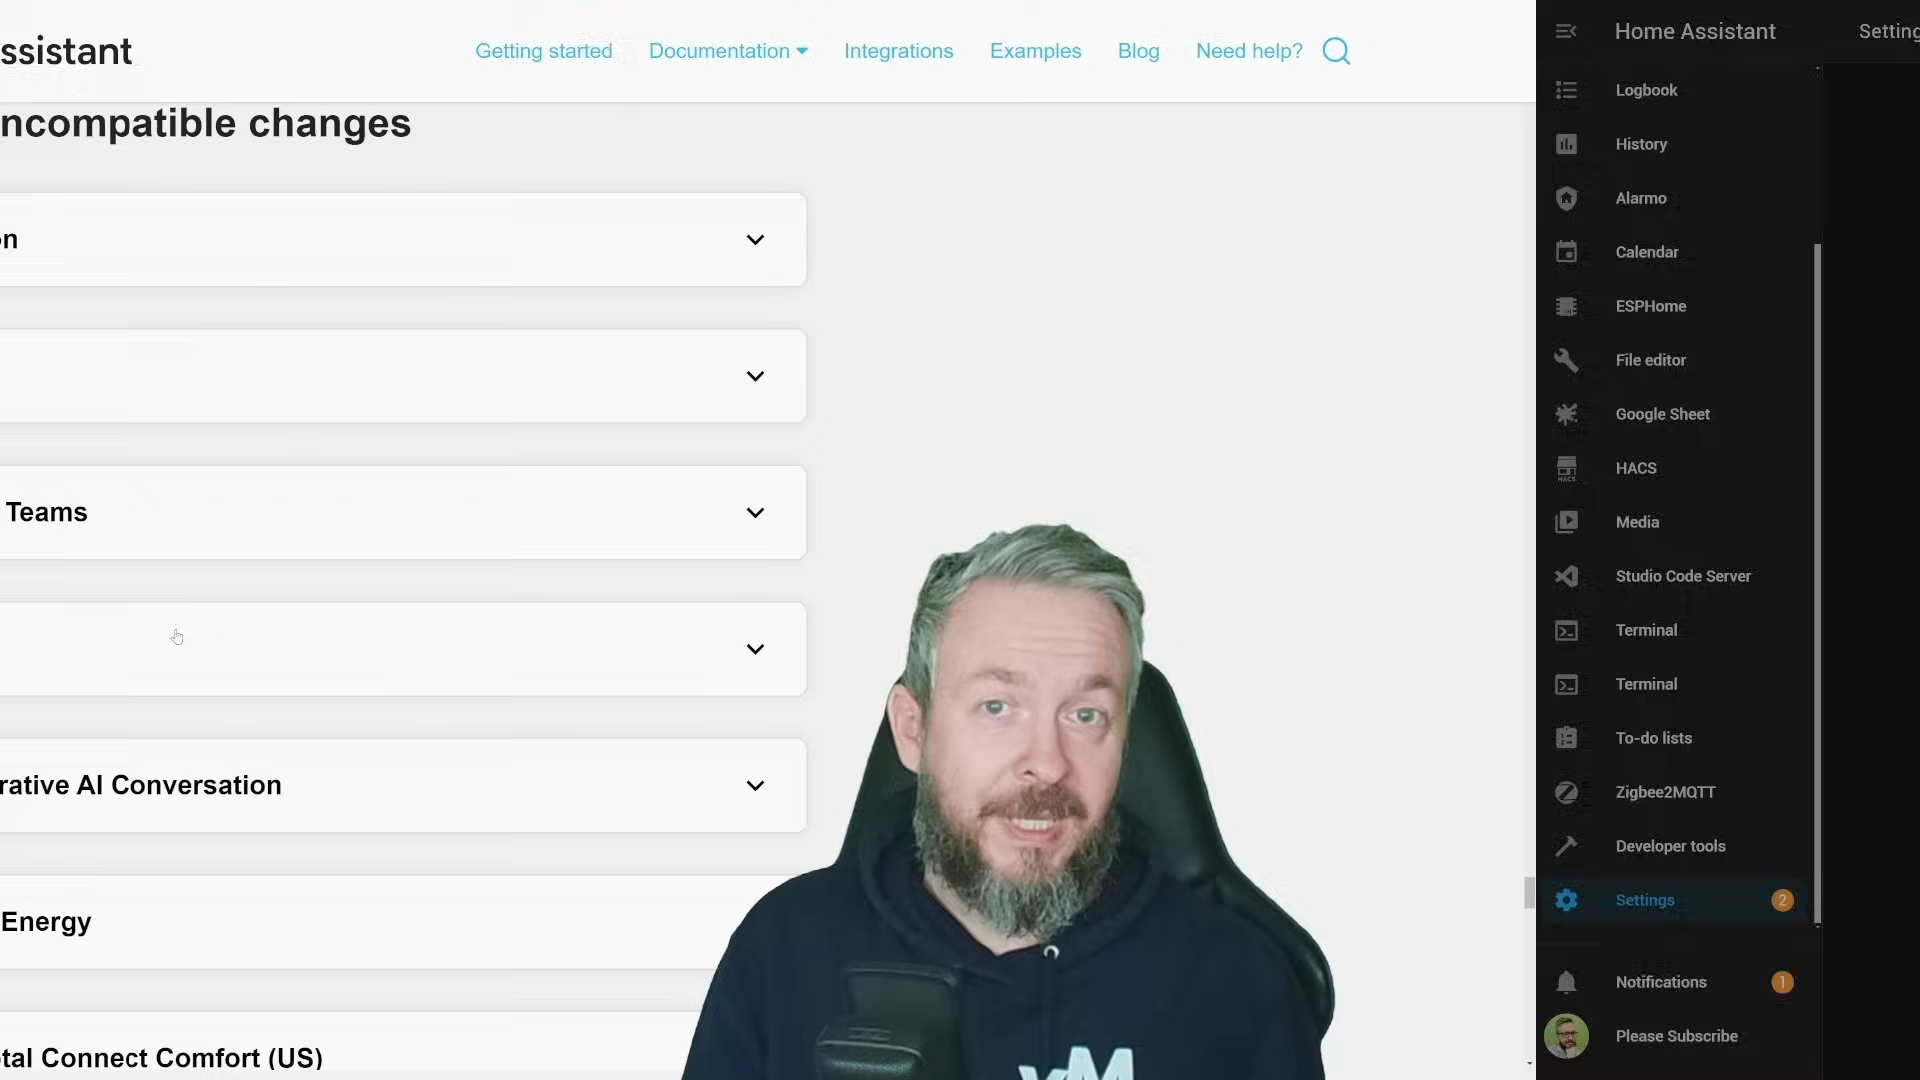 ssistant
Getting started
Documentation
Integrations
Examples
Blog
Need help?
ncompatible changes
on
Teams
rative AI Conversation
Energy
tal Connect Comfort (US)
Home Assistant
Setting
Logbook
History
Alarmo
Calendar
ESPHome
File editor
Google Sheet
HACS
HACS
Media
Studio Code Server
Terminal
Terminal
To-do lists
Zigbee2MQTT
Developer tools
Settings
2
Notifications
1
Please Subscribe